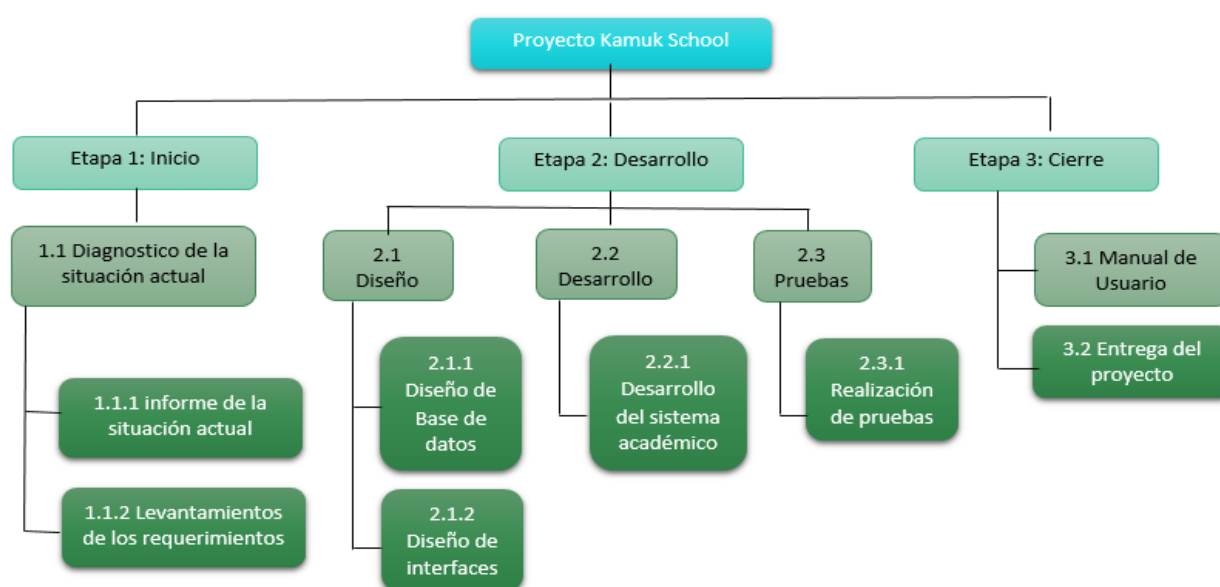 Proyecto Kamuk School
Etapa 1: Inicio
Etapa 2: Desarrollo
Etapa 3: Cierre
1.1 Diagnostico de la
situación actual
2.1
Diseño
2.2
Desarrollo
2.3
Pruebas
3.1 Manual de
Usuario
1.1.1 informe de la
situación actual
1.1.2 Levantamientos
de los requerimientos
2.1.1
Diseño de
Base de
datos
2.1.2
Diseño de
interfaces
2.2.1
Desarrollo
del sistema
académico
2.3.1
Realización
de pruebas
3.2 Entrega del
proyecto